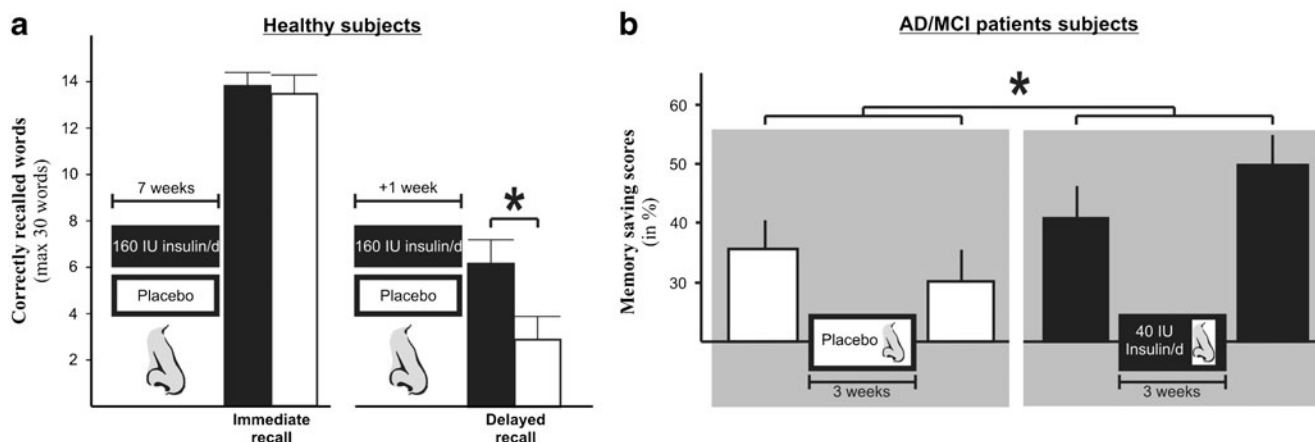 a
Healthy subjects
Correctly recalled words
(max 30 words)
14
12
10
8
6
4
2
7 weeks
160 IU insulin/d
Placebo
Immediate
recall
+1 week
*
160 IU insulin/d
Placebo
Delayed
recall
b
AD/MCI patients subjects
Memory saving scores
(in %)
60
50
40
30
*
Placebo
3 weeks
40 IU
Insulin/d
3 weeks